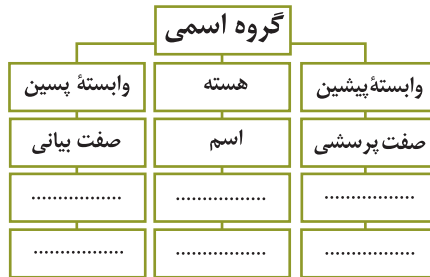 گروه اسمی
وابستهٔ پیشین هسته وابستهٔ پسین
صفت پرسشی اسم صفت بیانی
................ ................ ................
................ ................ ................